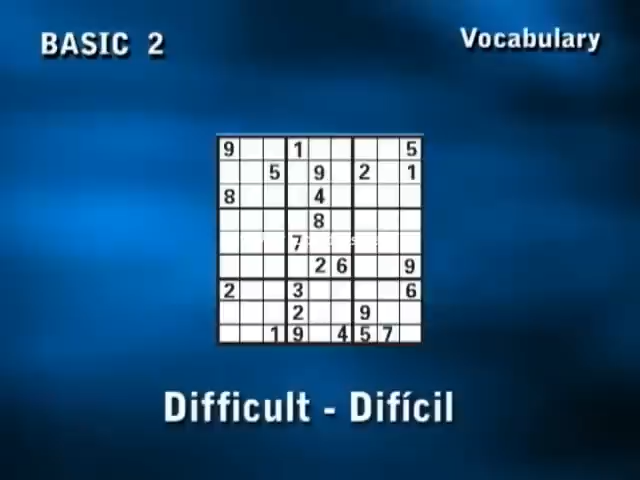 BASIC 2
Vocabulary
9 1 5
5 9 2 1
8 4
8
7
2 6 9
2 3 6
2 9
1 9 4 5 7
Difficult - Difícil